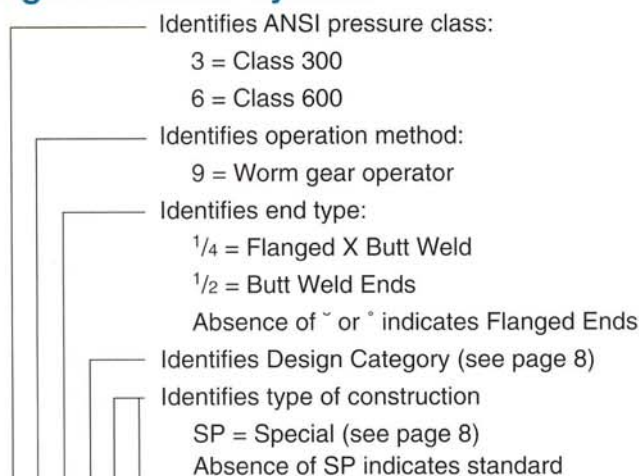 Identifies ANSI pressure class:
3 = Class 300
6 = Class 600
Identifies operation method:
9 = Worm gear operator
Identifies end type:
1/4 = Flanged X Butt Weld
1/2 = Butt Weld Ends
Absence of ˘ or ˚ indicates Flanged Ends
Identifies Design Category (see page 8)
Identifies type of construction
SP = Special (see page 8)
Absence of SP indicates standard